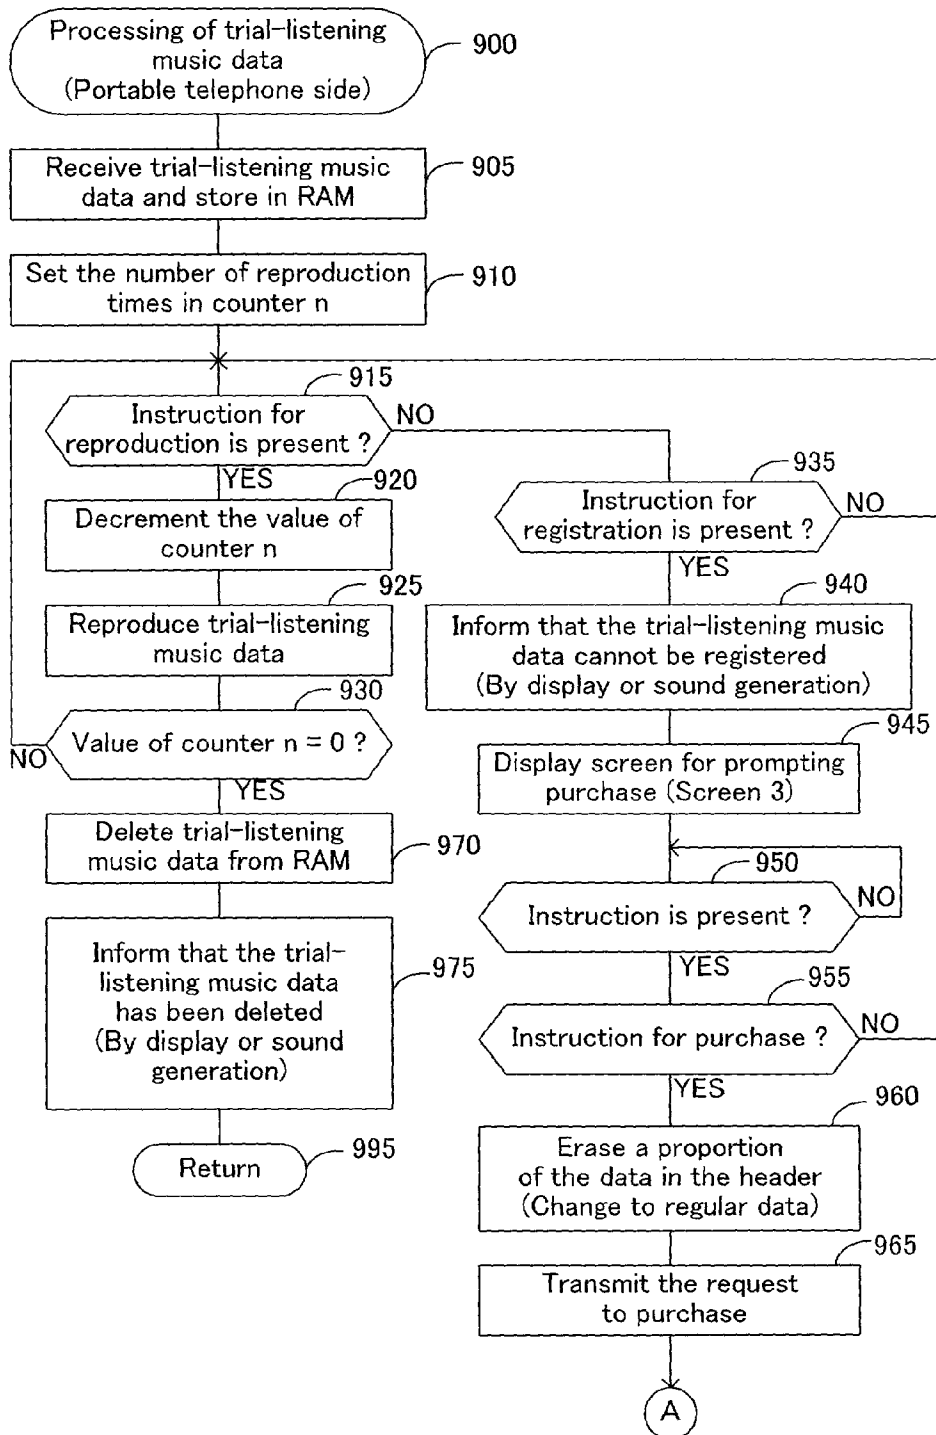 Processing of trial-listening
music data
(Portable telephone side)
900
Receive trial-listening music
data and store in RAM
905
Set the number of reproduction
times in counter n
910
915
Instruction for
reproduction is present ?
NO
YES
920
Decrement the value of
counter n
925
Reproduce trial-listening
music data
930
Value of counter n = 0 ?
NO
YES
Delete trial-listening
music data from RAM
970
Inform that the trial-
listening music data
has been deleted
(By display or sound
generation)
975
Return
995
935
Instruction for
registration is present ?
NO
YES
940
Inform that the trial-listening music
data cannot be registered
(By display or sound generation)
945
Display screen for prompting
purchase (Screen 3)
950
Instruction is present ?
NO
YES
955
Instruction for purchase ?
NO
YES
960
Erase a proportion
of the data in the header
(Change to regular data)
965
Transmit the request
to purchase
A